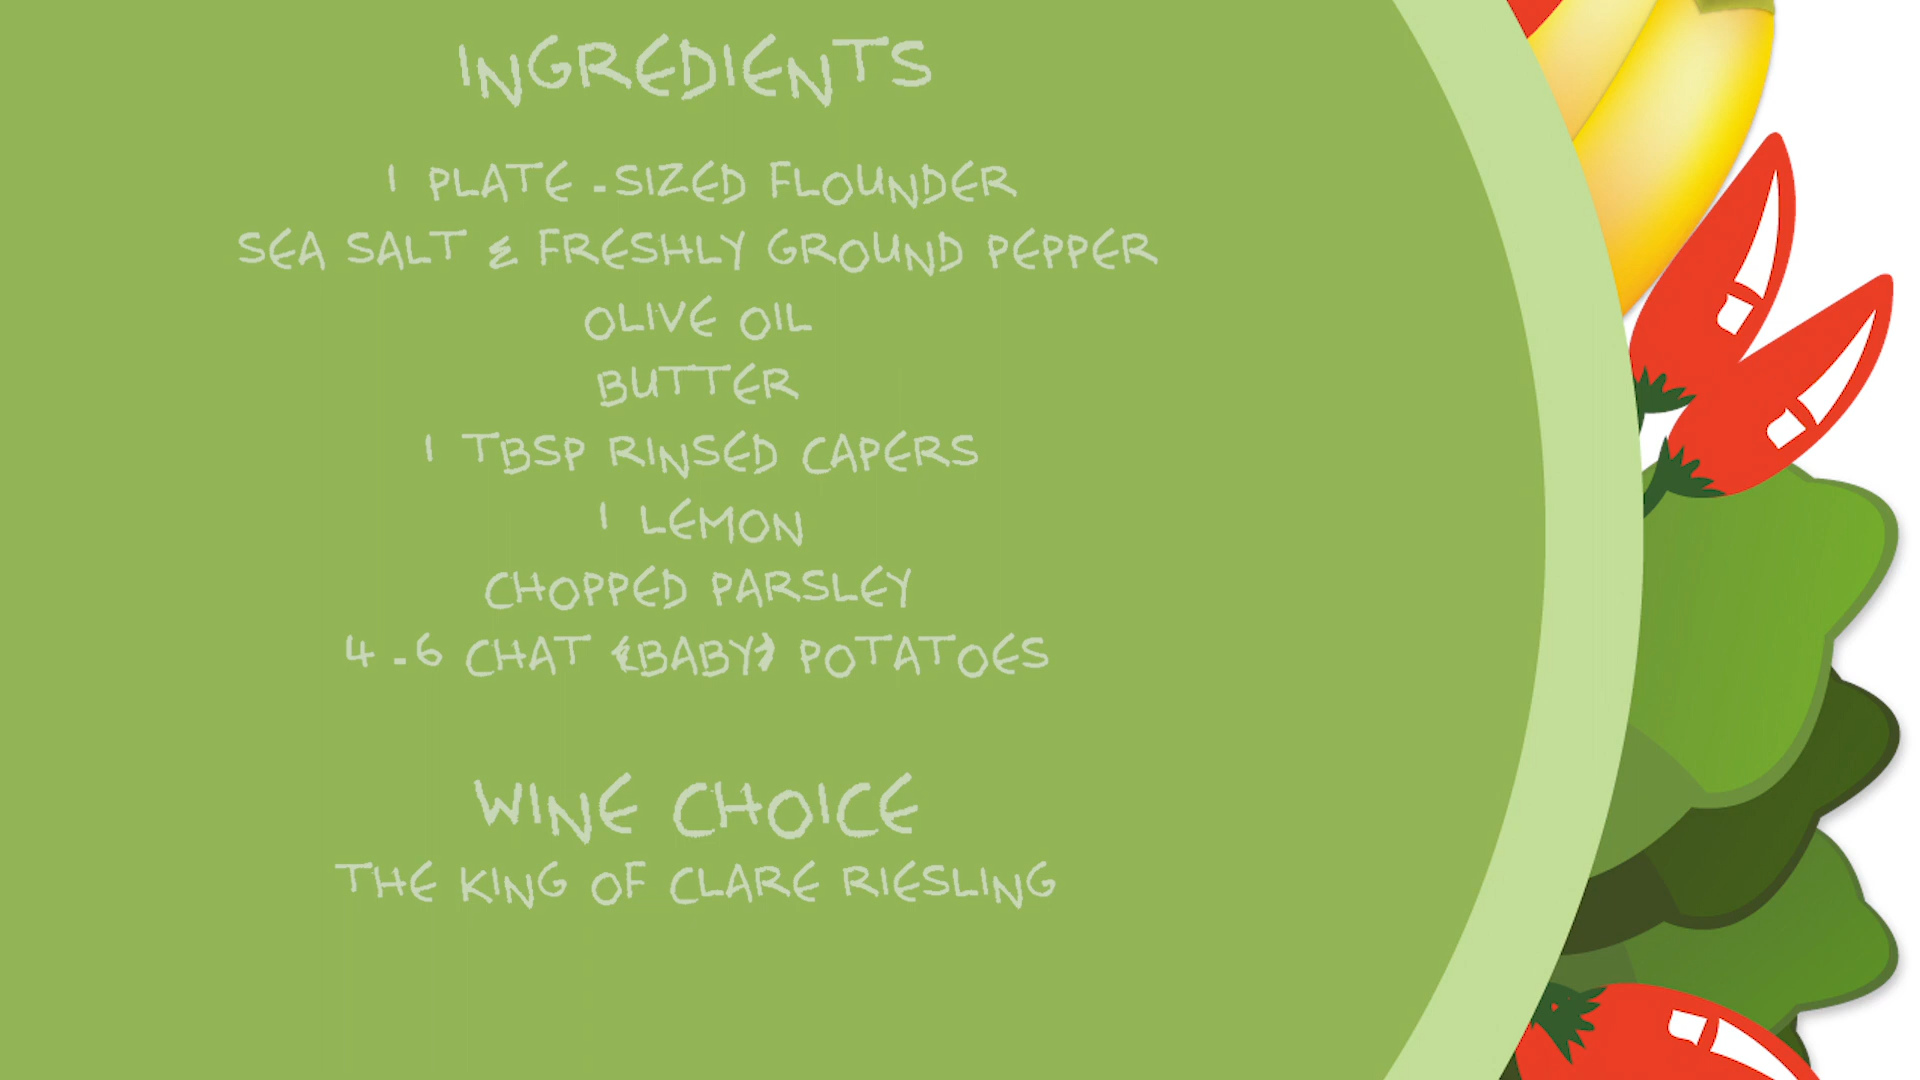 INGREDIENTS
1 PLATE-SIZED FLOUNDER
SEA SALT & FRESHLY GROUND PEPPER
OLIVE OIL
BUTTER
1 TBSP RINSED CAPERS
1 LEMON
CHOPPED PARSLEY
4-6 CHAT {BABY} POTATOES
WINE CHOICE
THE KING OF CLARE RIESLING